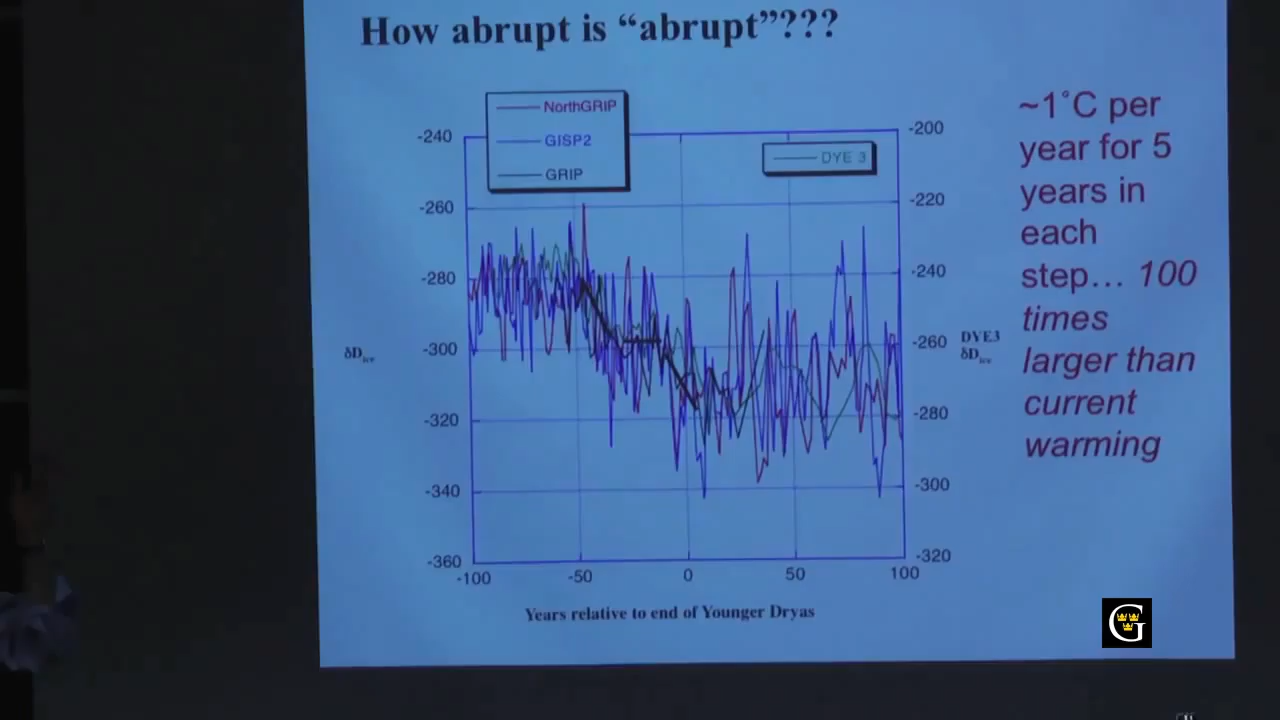 How abrupt is “abrupt”???
NorthGRIP
GISP2
GRIP
DYE 3
-240
-260
-280
-300
-320
-340
-360
-200
-220
-240
-260
-280
-300
-320
δD_ice
DYE3
δD_ice
-100
-50
0
50
100
Years relative to end of Younger Dryas
~1˚C per
year for 5
years in
each
step… 100
times
larger than
current
warming
G